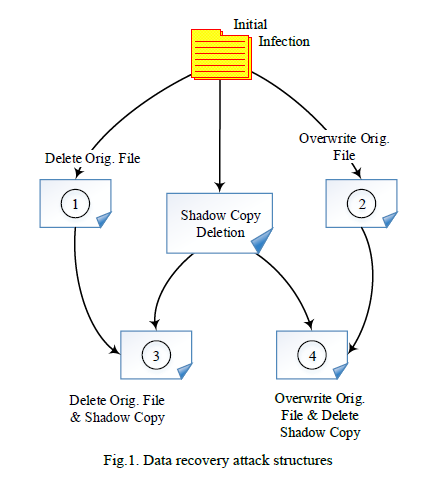 Initial
Infection
Delete Orig. File
Overwrite Orig.
File
1
Shadow Copy
Deletion
2
3
4
Delete Orig. File
& Shadow Copy
Overwrite Orig.
File & Delete
Shadow Copy
Fig.1. Data recovery attack structures